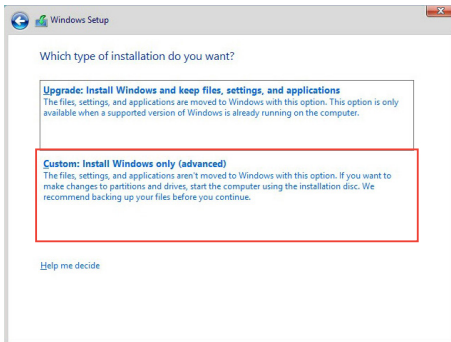 Windows Setup
Which type of installation do you want?
Upgrade: Install Windows and keep files, settings, and applications
The files, settings, and applications are moved to Windows with this option. This option is only
available when a supported version of Windows is already running on the computer.
Custom: Install Windows only (advanced)
The files, settings, and applications aren't moved to Windows with this option. If you want to
make changes to partitions and drives, start the computer using the installation disc. We
recommend backing up your files before you continue.
Help me decide